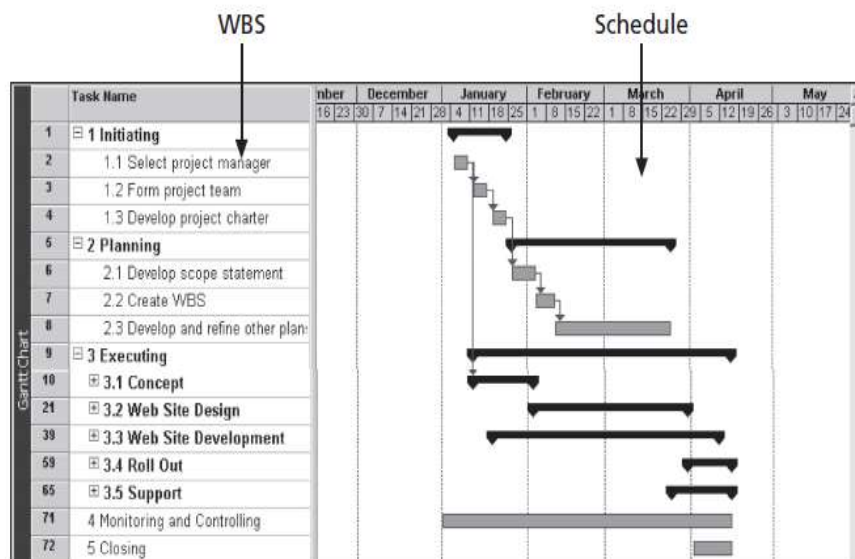 WBS Schedule
Task Name
nber December January February March April May
16 23 30 7 14 21 28 4 11 18 25 1 8 15 22 1 8 15 22 29 5 12 19 26 3 10 17 24
1 1 Initiating
2 1.1 Select project manager
3 1.2 Form project team
4 1.3 Develop project charter
5 2 Planning
6 2.1 Develop scope statement
7 2.2 Create WBS
8 2.3 Develop and refine other plan
9 3 Executing
10 3.1 Concept
21 3.2 Web Site Design
39 3.3 Web Site Development
59 3.4 Roll Out
65 3.5 Support
71 4 Monitoring and Controlling
72 5 Closing
Gantt Chart